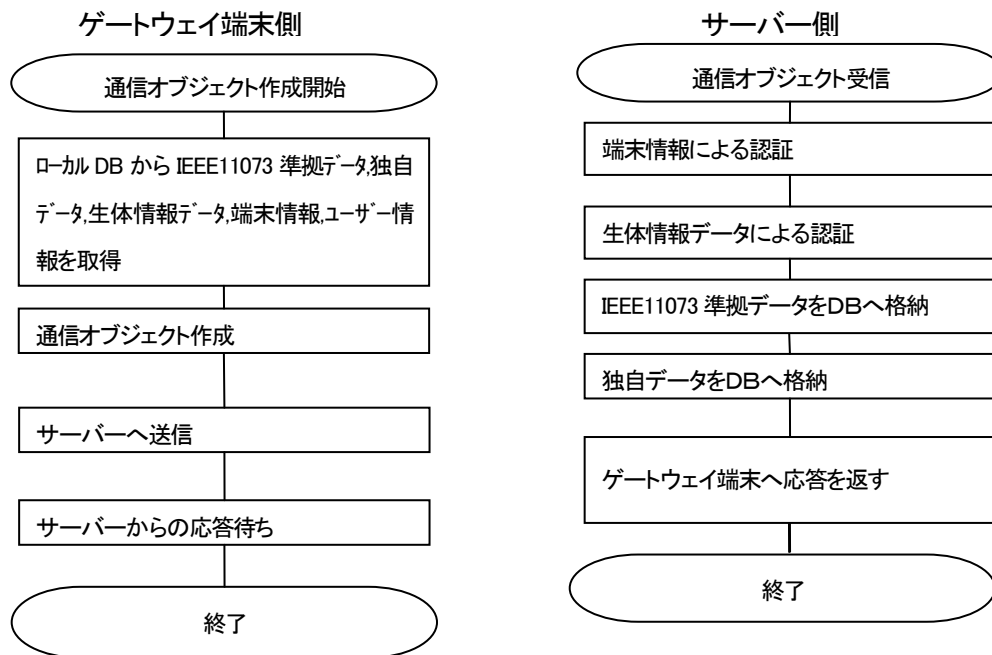 ゲートウェイ端末側
通信オブジェクト作成開始
ローカル DB から IEEE11073 準拠データ,独自
データ,生体情報データ,端末情報,ユーザー情
報を取得
通信オブジェクト作成
サーバーへ送信
サーバーからの応答待ち
終了
サーバー側
通信オブジェクト受信
端末情報による認証
生体情報データによる認証
IEEE11073 準拠データをDBへ格納
独自データをDBへ格納
ゲートウェイ端末へ応答を返す
終了